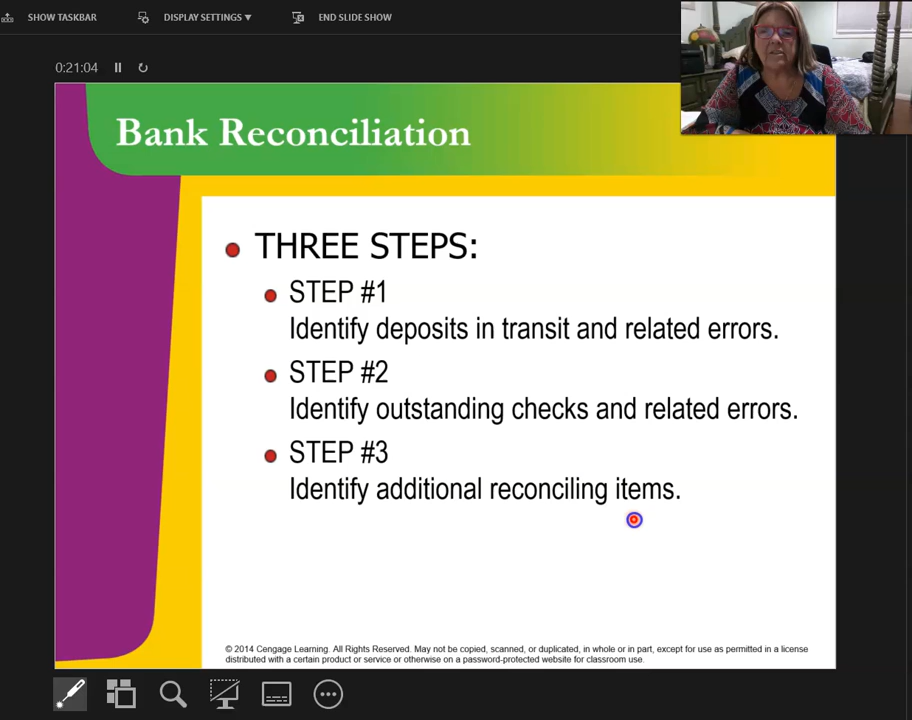 SHOW TASKBAR DISPLAY SETTINGS ▼ END SLIDE SHOW
0:21:04
Bank Reconciliation
THREE STEPS:
STEP #1
Identify deposits in transit and related errors.
STEP #2
Identify outstanding checks and related errors.
STEP #3
Identify additional reconciling items.
© 2014 Cengage Learning. All Rights Reserved. May not be copied, scanned, or duplicated, in whole or in part, except for use as permitted in a license
distributed with a certain product or service or otherwise on a password-protected website for classroom use.